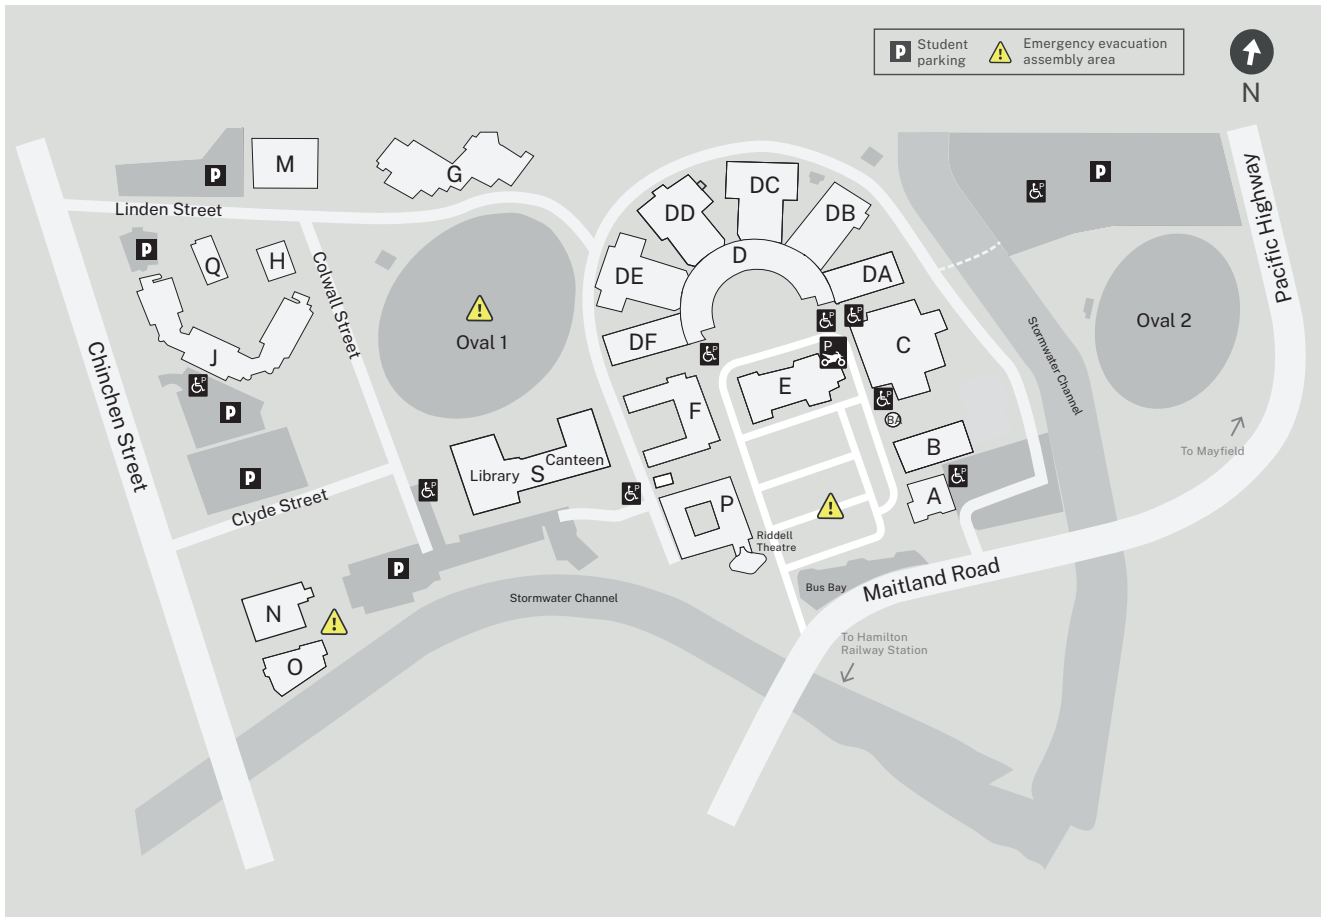 P
Student
parking
Emergency evacuation
assembly area
N
M
G
P
Linden Street
P
Q
H
Colwall Street
J
P
P
P
Chinchen Street
Clyde Street
Oval 1
DC
DD
DB
D
DE
DA
DF
P
P
P
P
C
E
F
P
BA
B
A
P
P
P
Pacific Highway
Oval 2
Stormwater Channel
To Mayfield
Library
S
Canteen
P
P
P
Riddell
Theatre
P
Stormwater Channel
Bus Bay
Maitland Road
To Hamilton
Railway Station
N
O